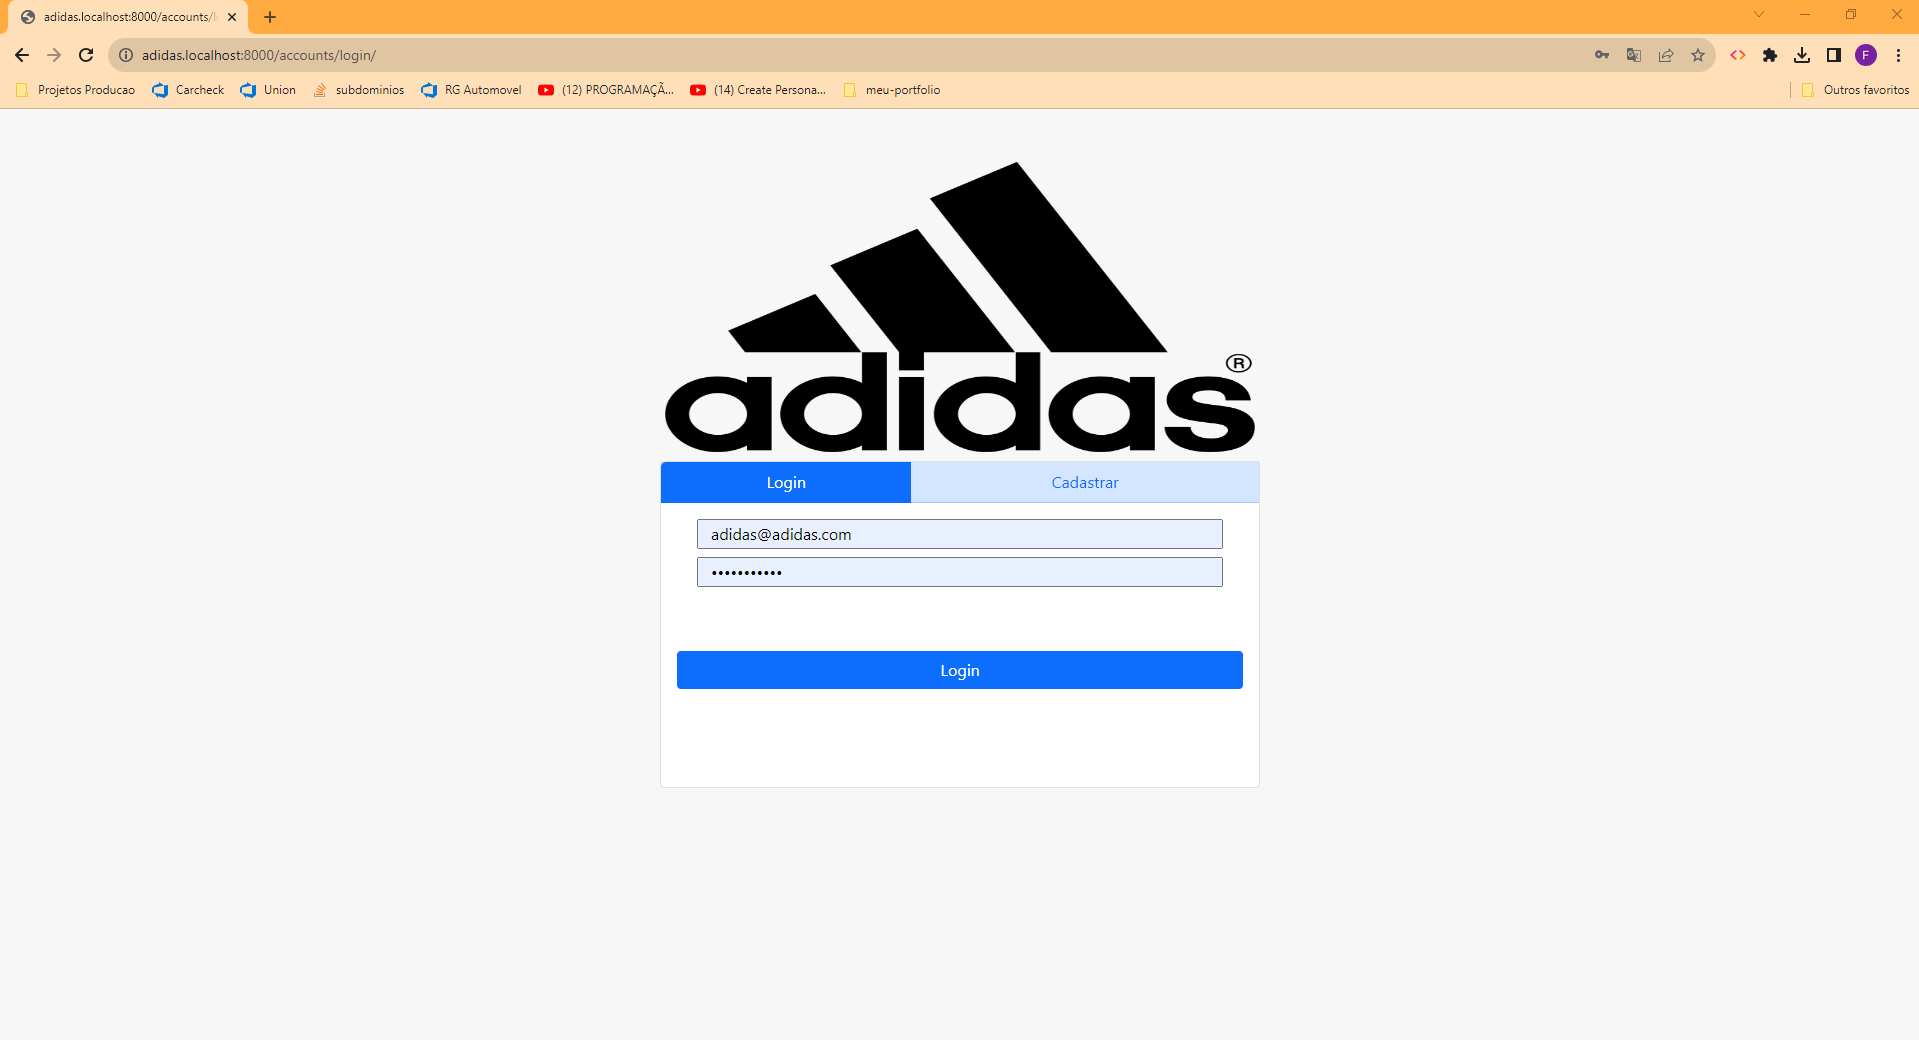 adidas.localhost:8000/accounts/l
adidas.localhost:8000/accounts/login/
F
Projetos Producao Carcheck Union subdominios RG Automovel (12) PROGRAMAÇÃ... (14) Create Persona... meu-portfolio Outros favoritos
adidas®
Login Cadastrar
adidas@adidas.com
•••••••••••
Login